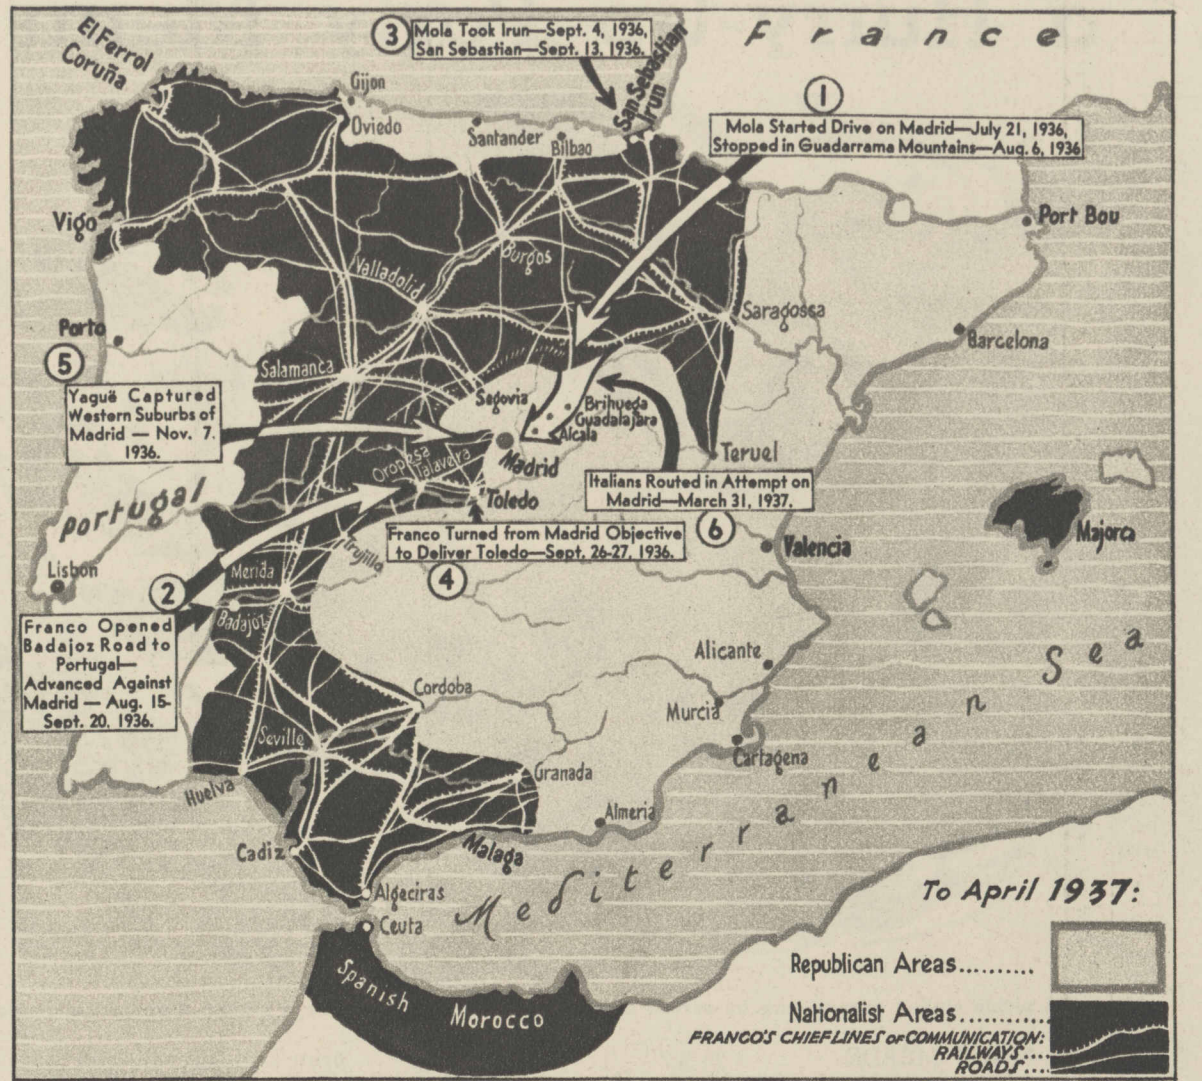 ③ Mola Took Irun—Sept. 4, 1936,
San Sebastian—Sept. 13, 1936.
France
El Ferrol
Coruña
Gijon
Oviedo
Santander
Bilbao
San Sebastian
Irun
①
Mola Started Drive on Madrid—July 21, 1936,
Stopped in Guadarrama Mountains—Aug. 6, 1936
Vigo
Port Bou
Burgos
Valladolid
Saragossa
Porto
Barcelona
⑤
Salamanca
Yaguë Captured
Western Suburbs of
Madrid — Nov. 7.
1936.
Segovia
Brihuega
Guadalajara
Alcala
Madrid
Teruel
Oropesa
Talavera
Toledo
Italians Routed in Attempt on
Madrid—March 31, 1937.
⑥
Portugal
Majorca
Franco Turned from Madrid Objective
to Deliver Toledo—Sept. 26-27, 1936.
④
Valencia
Trujillo
Lisbon
Merida
②
Badajoz
Franco Opened
Badajoz Road to
Portugal—
Advanced Against
Madrid — Aug. 15-
Sept. 20, 1936.
Alicante
Cordoba
Murcia
Seville
Cartagena
Granada
Huelva
Almeria
Malaga
Cadiz
Mediterranean Sea
Algeciras
Ceuta
Spanish
Morocco
To April 1937:
Republican Areas..........
Nationalist Areas............
FRANCO'S CHIEF LINES OF COMMUNICATION:
RAILWAYS....
ROADS....